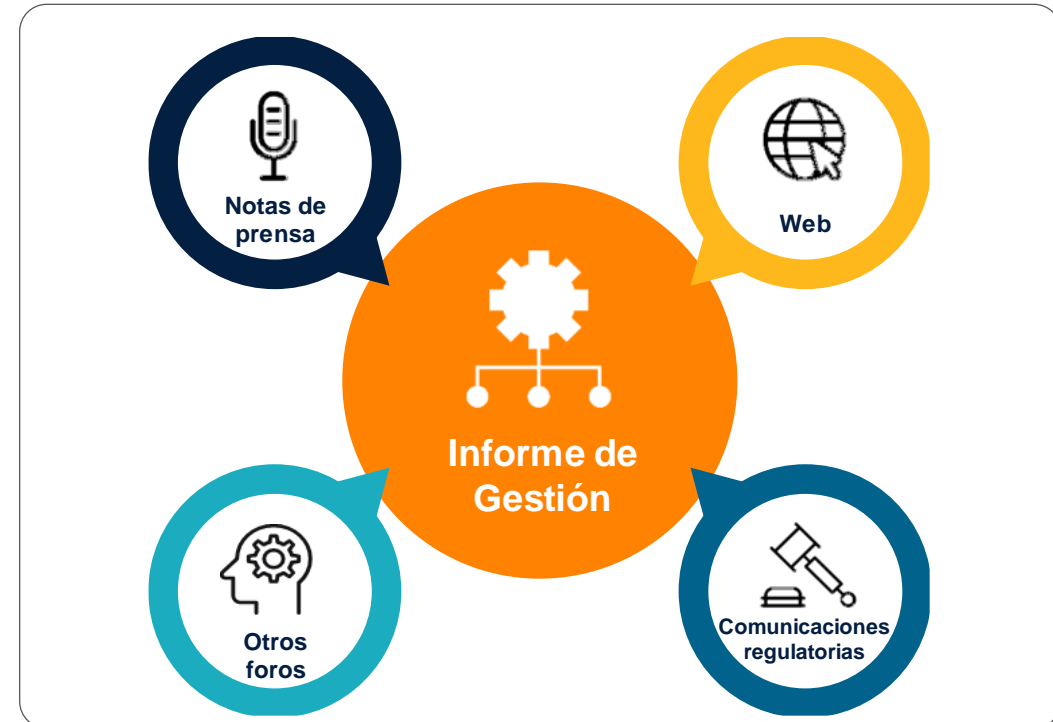 Notas de
prensa
Web
Informe de
Gestión
Otros
foros
Comunicaciones
regulatorias